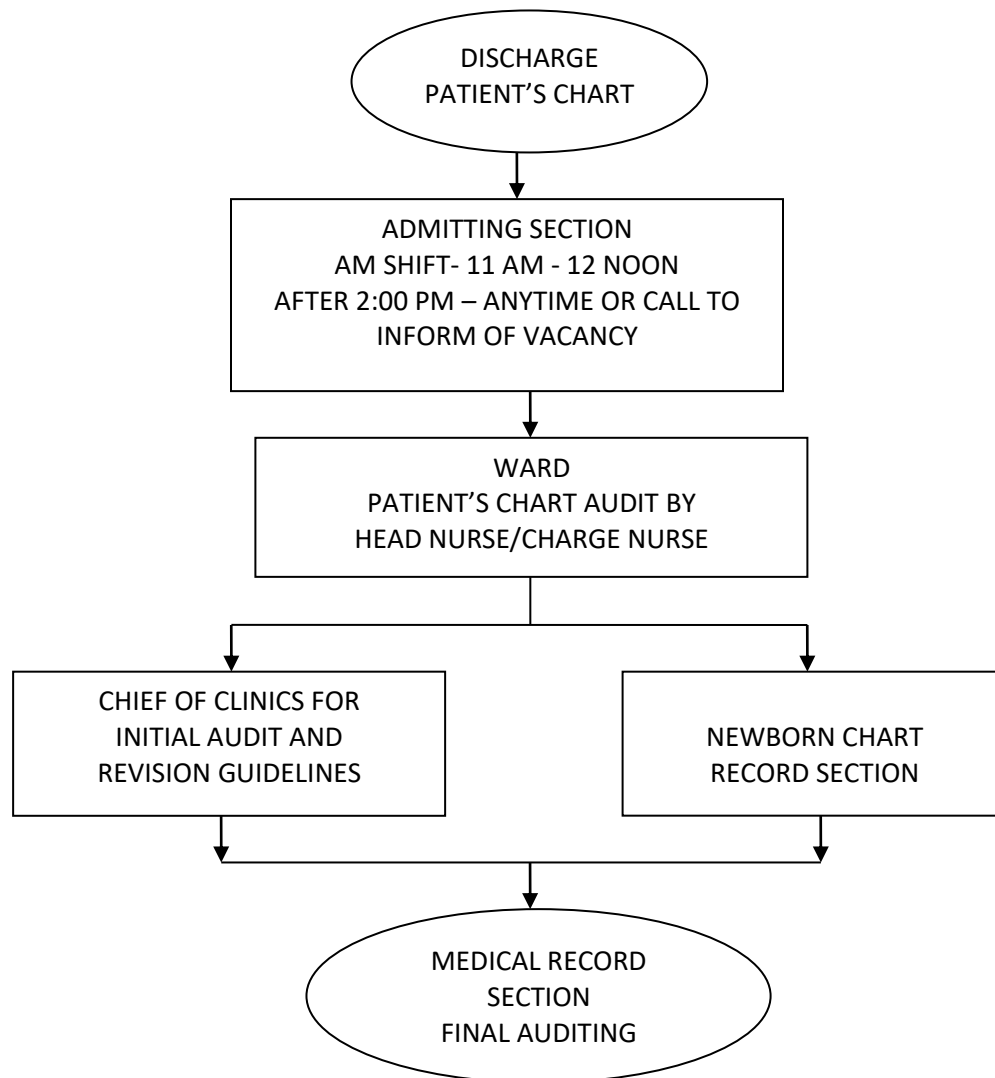 DISCHARGE
PATIENT’S CHART
ADMITTING SECTION
AM SHIFT- 11 AM - 12 NOON
AFTER 2:00 PM – ANYTIME OR CALL TO
INFORM OF VACANCY
WARD
PATIENT’S CHART AUDIT BY
HEAD NURSE/CHARGE NURSE
CHIEF OF CLINICS FOR
INITIAL AUDIT AND
REVISION GUIDELINES
NEWBORN CHART
RECORD SECTION
MEDICAL RECORD
SECTION
FINAL AUDITING